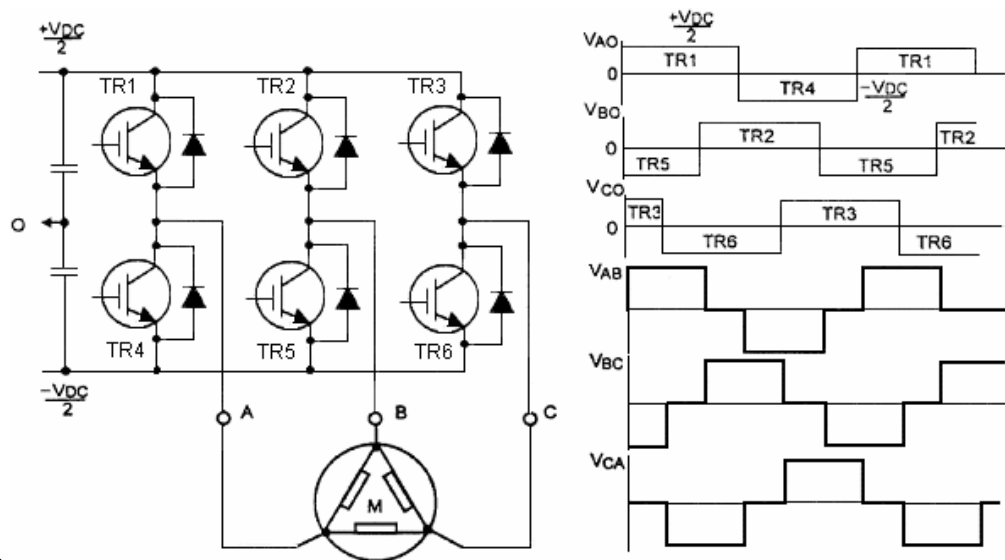 +VDC
2
TR1
TR2
TR3
O
TR4
TR5
TR6
-VDC
2
A
B
C
M
+VDC
2
VAO
0
TR1
TR4
TR1
-VDC
2
VBO
0
TR5
TR2
TR5
TR2
VCO
0
TR3
TR6
TR3
TR6
VAB
VBC
VCA